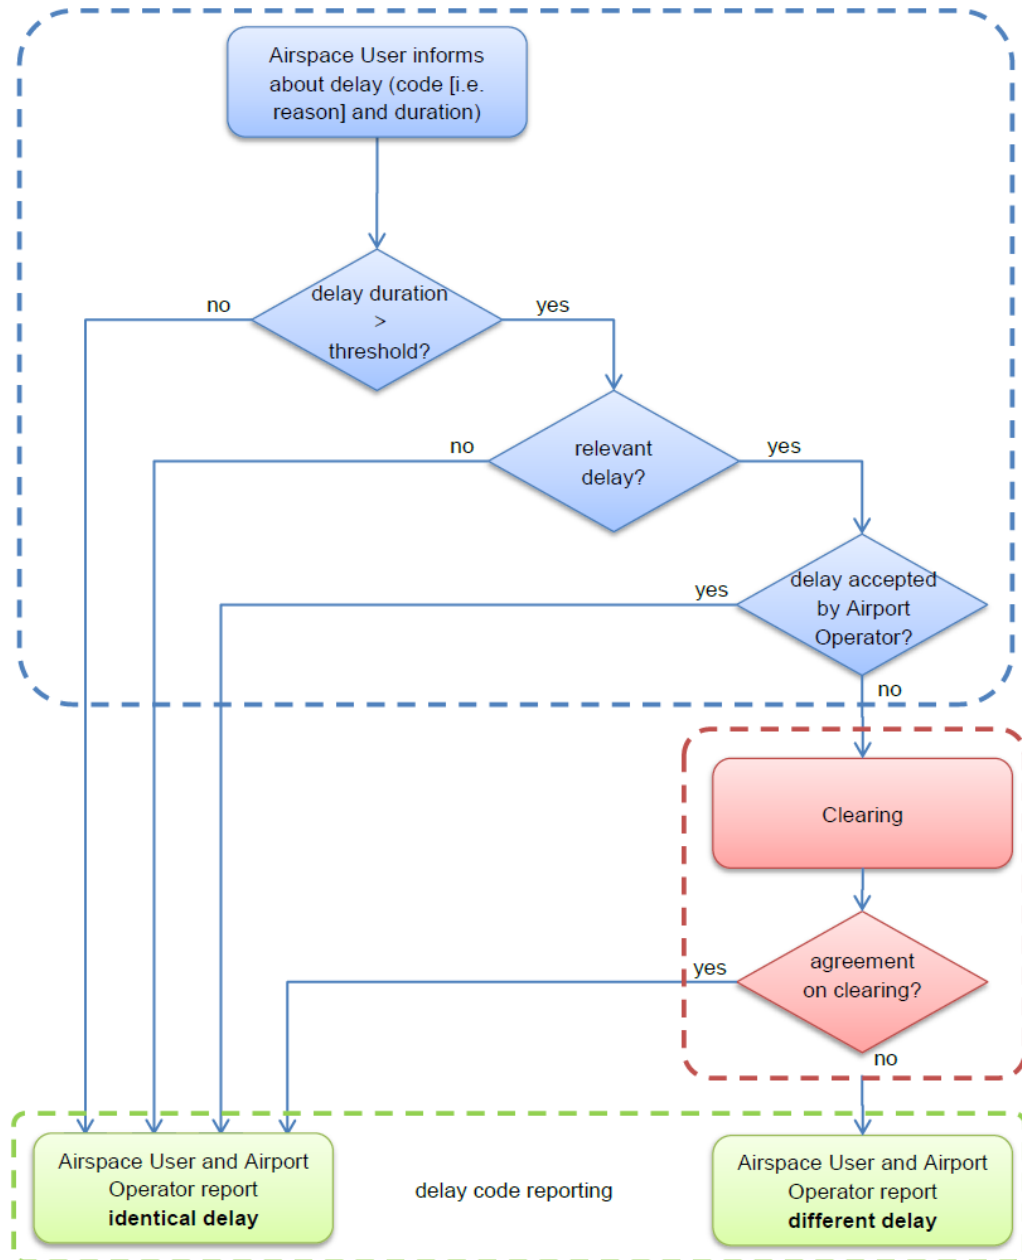 Airspace User informs
about delay (code [i.e.
reason] and duration)
no
delay duration
>
threshold?
yes
no
relevant
delay?
yes
yes
delay accepted
by Airport
Operator?
no
Clearing
yes
agreement
on clearing?
no
Airspace User and Airport
Operator report
identical delay
delay code reporting
Airspace User and Airport
Operator report
different delay